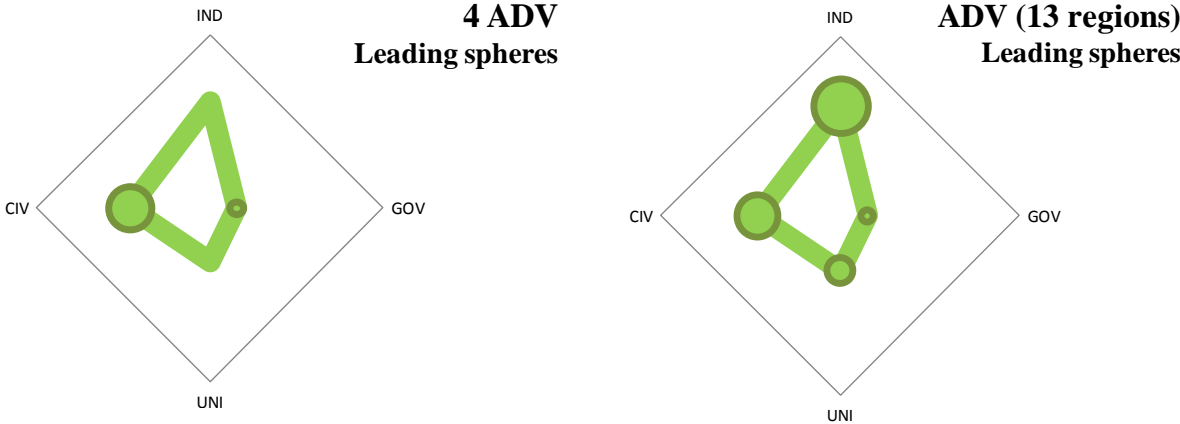 4 ADV
Leading spheres
IND
CIV
GOV
UNI
ADV (13 regions)
Leading spheres
IND
CIV
GOV
UNI